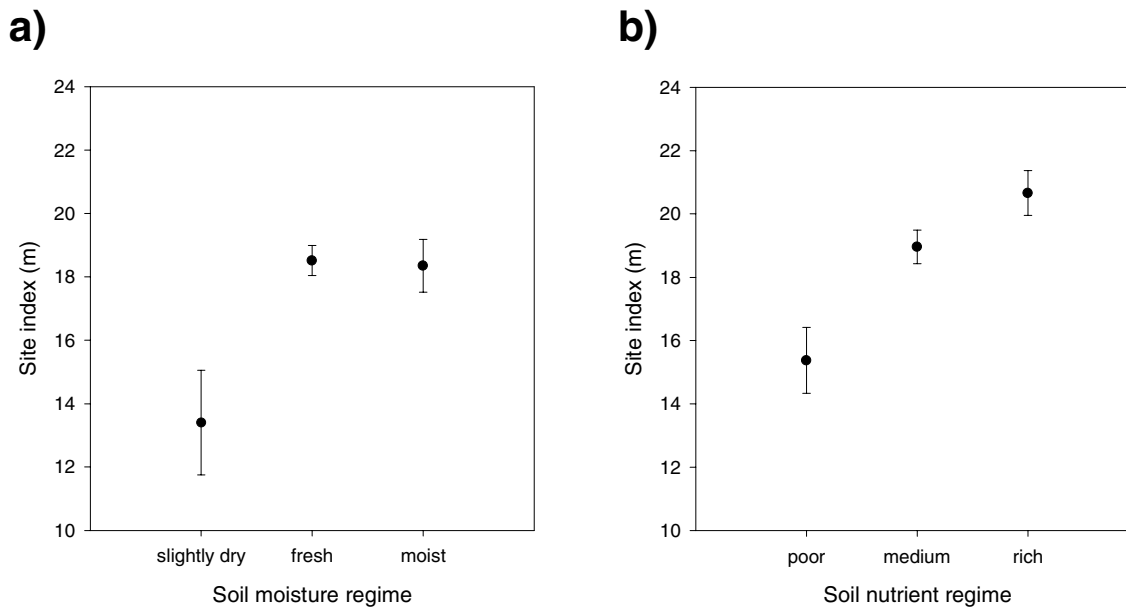 a)
24
22
20
18
16
14
12
10
Site index (m)
slightly dry fresh moist
Soil moisture regime
b)
24
22
20
18
16
14
12
10
Site index (m)
poor medium rich
Soil nutrient regime